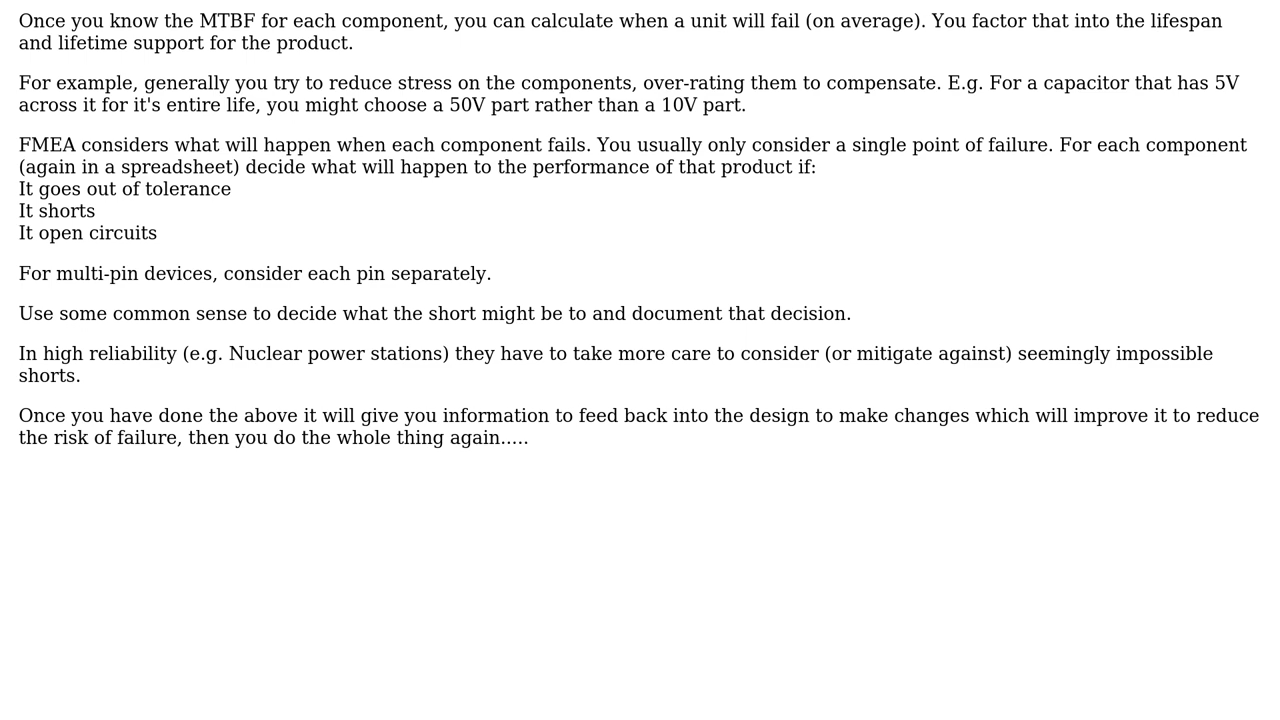 Once you know the MTBF for each component, you can calculate when a unit will fail (on average). You factor that into the lifespan
and lifetime support for the product.
For example, generally you try to reduce stress on the components, over-rating them to compensate. E.g. For a capacitor that has 5V
across it for it's entire life, you might choose a 50V part rather than a 10V part.
FMEA considers what will happen when each component fails. You usually only consider a single point of failure. For each component
(again in a spreadsheet) decide what will happen to the performance of that product if:
It goes out of tolerance
It shorts
It open circuits
For multi-pin devices, consider each pin separately.
Use some common sense to decide what the short might be to and document that decision.
In high reliability (e.g. Nuclear power stations) they have to take more care to consider (or mitigate against) seemingly impossible
shorts.
Once you have done the above it will give you information to feed back into the design to make changes which will improve it to reduce
the risk of failure, then you do the whole thing again.....